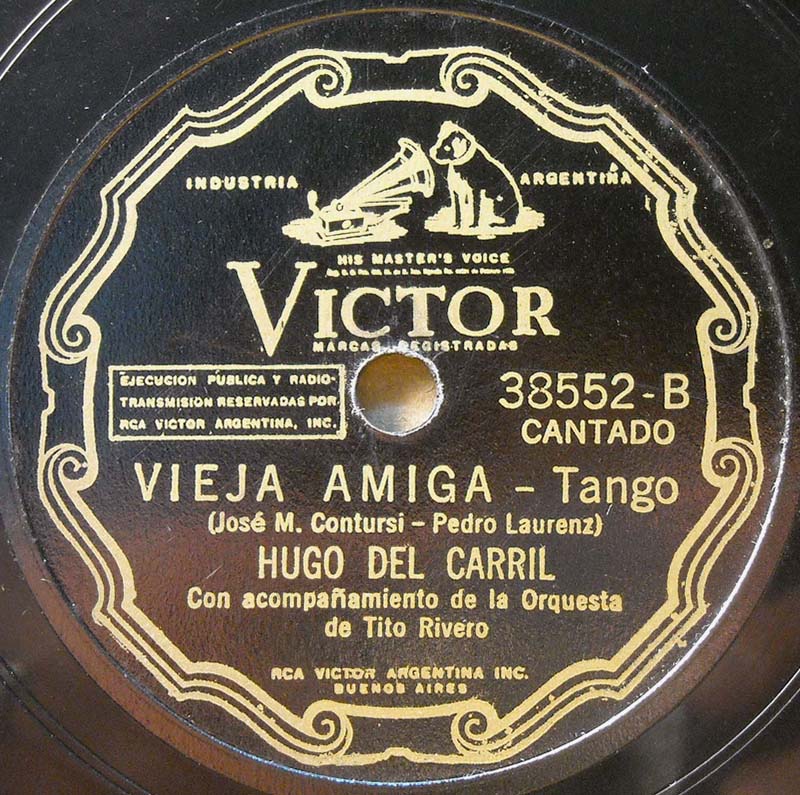 INDUSTRIA ARGENTINA
HIS MASTER'S VOICE
VICTOR
MARCAS REGISTRADAS
EJECUCION PUBLICA Y RADIO-
TRANSMISION RESERVADAS POR
RCA VICTOR ARGENTINA, INC.
38552-B
CANTADO
VIEJA AMIGA - Tango
(José M. Contursi - Pedro Laurenz)
HUGO DEL CARRIL
Con acompañamiento de la Orquesta
de Tito Rivero
RCA VICTOR ARGENTINA INC.
BUENOS AIRES